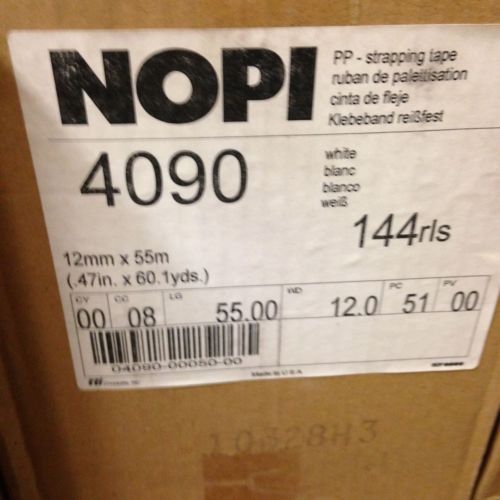 NOPI
PP - strapping tape
ruban de palettisation
cinta de fleje
Klebeband reißfest
4090
white
blanc
blanco
weiß
144rls
12mm x 55m
(.47in. x 60.1yds.)
CY 00 CC 08 LG 55.00 WD 12.0 PC 51 PV 00
04090-00050-00
Made in U.S.A.
10328H3